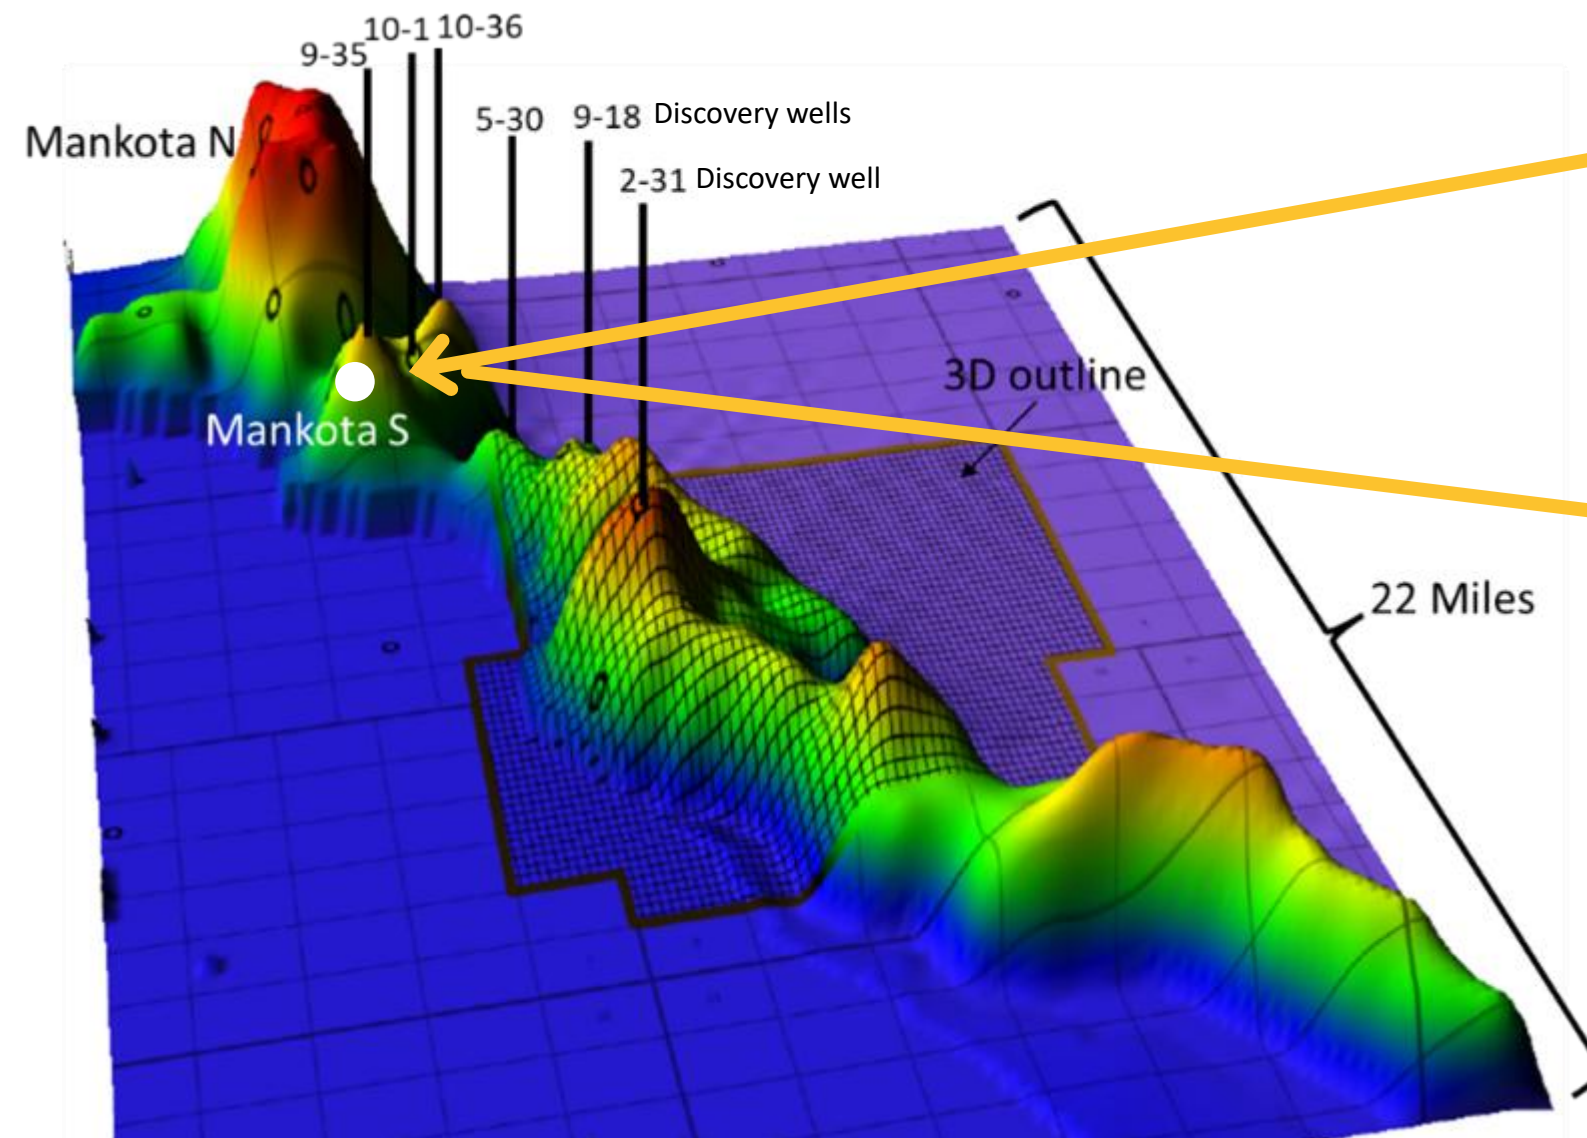 10-1 10-36
9-35
5-30 9-18 Discovery wells
Mankota N
2-31 Discovery well
3D outline
Mankota S
22 Miles